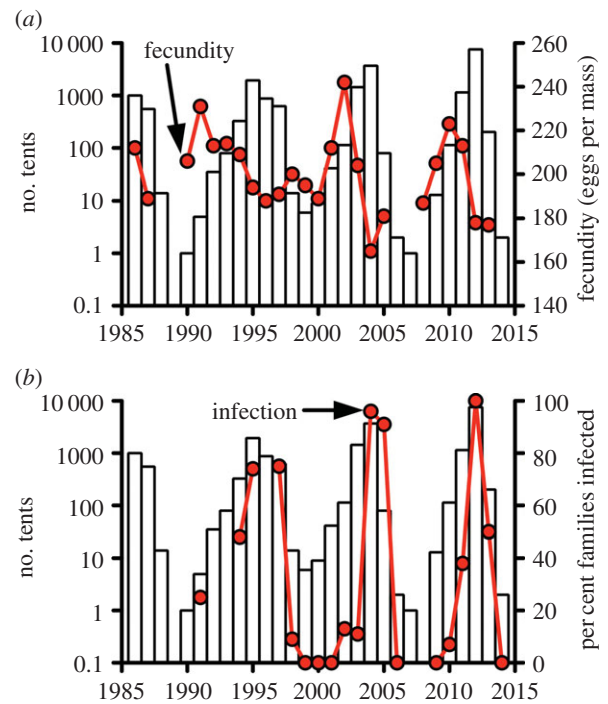 (a)
fecundity
10 000
1000
100
10
1
0.1
no. tents
260
240
220
200
180
160
140
fecundity (eggs per mass)
1985 1990 1995 2000 2005 2010 2015
(b)
infection
10 000
1000
100
10
1
0.1
no. tents
100
80
60
40
20
0
per cent families infected
1985 1990 1995 2000 2005 2010 2015